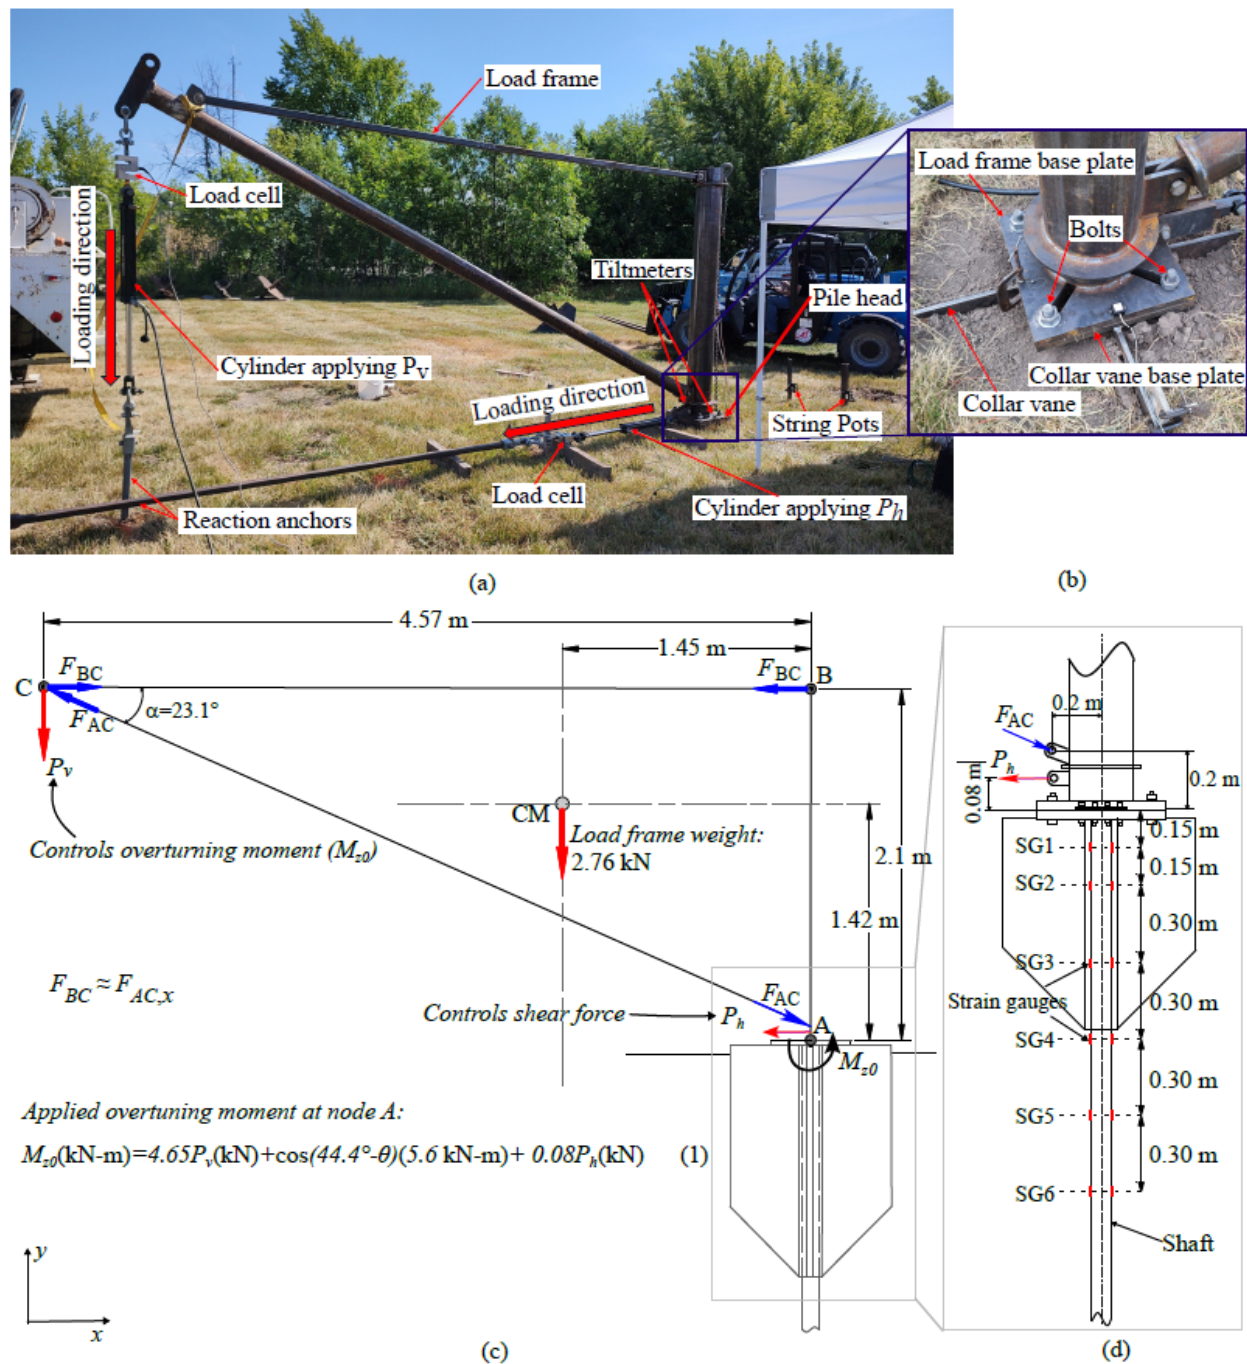 Load frame
Load cell
Loading direction
Tiltmeters
Pile head
Cylinder applying Pv
Loading direction
String Pots
Load cell
Cylinder applying Ph
Reaction anchors
Load frame base plate
Bolts
Collar vane base plate
Collar vane
(a)
(b)
4.57 m
1.45 m
FBC
FBC
C
B
FAC
α=23.1°
Pv
CM
Load frame weight:
2.76 kN
Controls overturning moment (Mz0)
2.1 m
1.42 m
FBC ≈ FAC,x
FAC
Controls shear force
Ph
A
Mz0
Applied overtuning moment at node A:
Mz0(kN-m)=4.65Pv(kN)+cos(44.4°-θ)(5.6 kN-m)+ 0.08Ph(kN) (1)
y
x
(c)
0.2 m
FAC
Ph
0.2 m
0.08 m
0.15 m
SG1
0.15 m
SG2
0.30 m
SG3
Strain gauges
0.30 m
SG4
0.30 m
SG5
0.30 m
SG6
Shaft
(d)